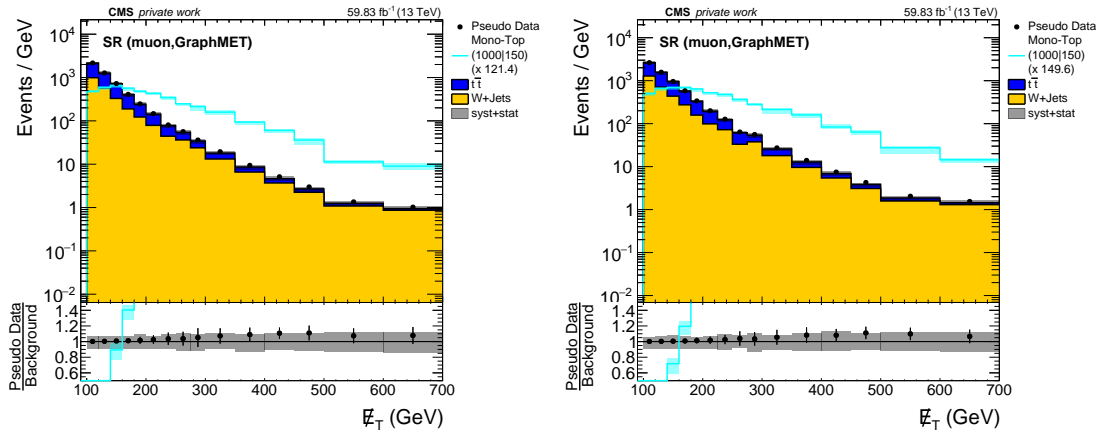 CMS private work 59.83 fb⁻¹ (13 TeV)
SR (muon,GraphMET)
Events / GeV
10⁴
10³
10²
10
1
10⁻¹
10⁻²
Pseudo Data
Mono-Top
(1000|150)
(x 121.4)
t t̄
W+Jets
syst+stat
Pseudo Data
Background
1.4
1.2
1
0.8
0.6
100 200 300 400 500 600 700
E̸_T (GeV)
CMS private work 59.83 fb⁻¹ (13 TeV)
SR (muon,GraphMET)
Events / GeV
10⁴
10³
10²
10
1
10⁻¹
10⁻²
Pseudo Data
Mono-Top
(1000|150)
(x 149.6)
t t̄
W+Jets
syst+stat
Pseudo Data
Background
1.4
1.2
1
0.8
0.6
100 200 300 400 500 600 700
E̸_T (GeV)